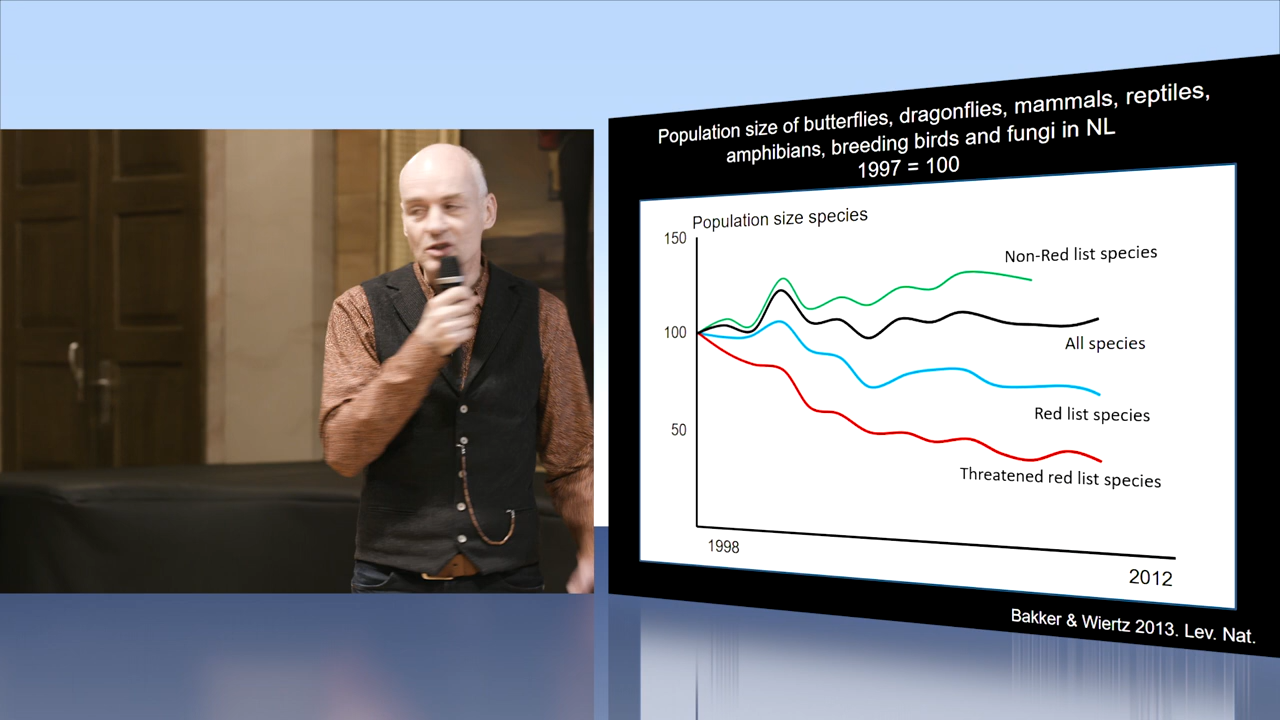 Population size of butterflies, dragonflies, mammals, reptiles,
amphibians, breeding birds and fungi in NL
1997 = 100
Population size species
150
100
50
Non-Red list species
All species
Red list species
Threatened red list species
1998
2012
Bakker & Wiertz 2013. Lev. Nat.